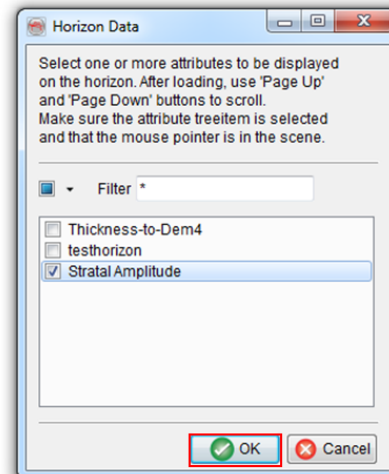 Horizon Data
Select one or more attributes to be displayed
on the horizon. After loading, use 'Page Up'
and 'Page Down' buttons to scroll.
Make sure the attribute treeitem is selected
and that the mouse pointer is in the scene.
Filter *
Thickness-to-Dem4
testhorizon
Stratal Amplitude
OK Cancel